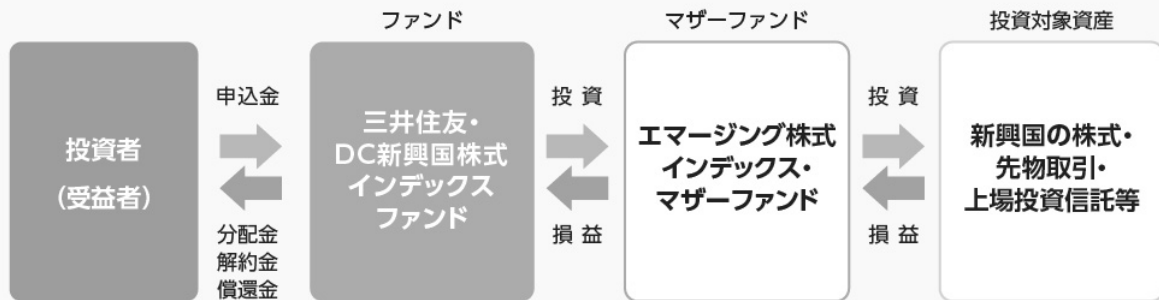 ファンド
マザーファンド
投資対象資産
投資者
(受益者)
申込金
分配金
解約金
償還金
三井住友・
DC新興国株式
インデックス
ファンド
投 資
損 益
エマージング株式
インデックス・
マザーファンド
投 資
損 益
新興国の株式・
先物取引・
上場投資信託等